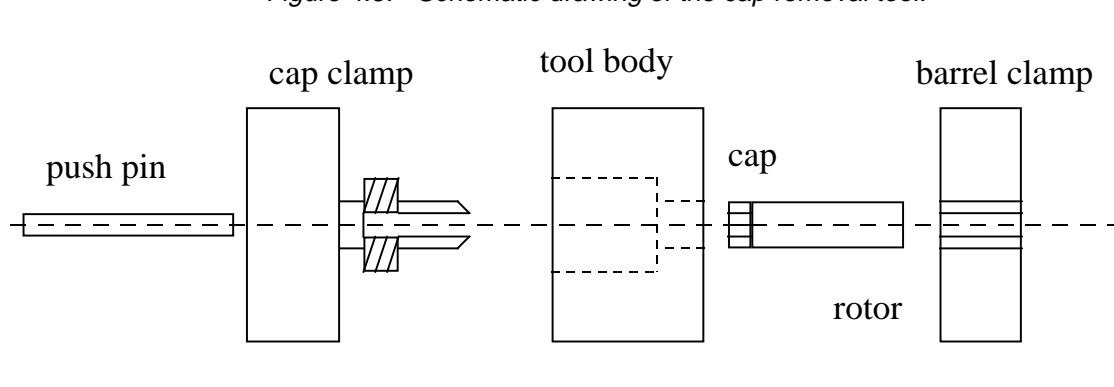 Figure 4.3. Schematic drawing of the cap removal tool.
cap clamp
tool body
barrel clamp
push pin
cap
rotor